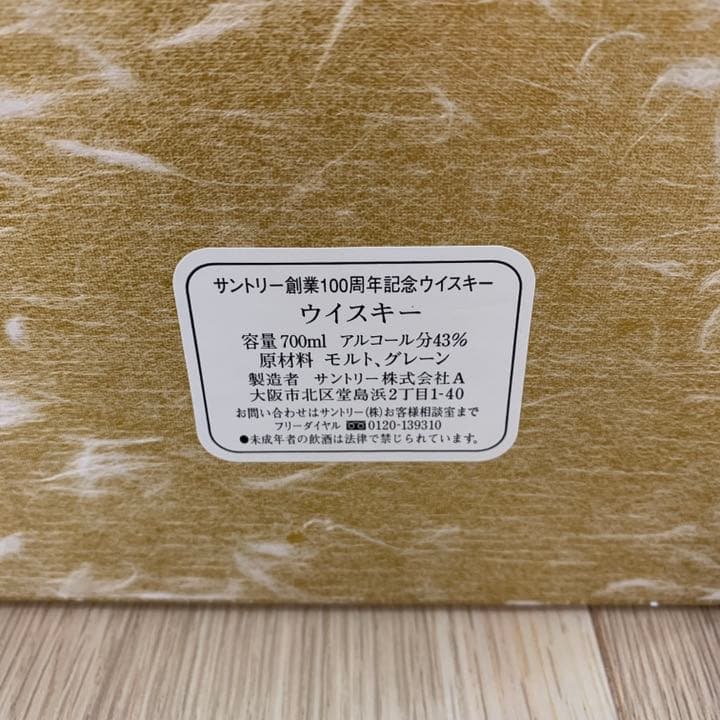 サントリー創業100周年記念ウイスキー
ウイスキー
容量700ml アルコール分43%
原材料 モルト、グレーン
製造者 サントリー株式会社A
大阪市北区堂島浜2丁目1-40
お問い合わせはサントリー(株)お客様相談室まで
フリーダイヤル 0120-139310
●未成年者の飲酒は法律で禁じられています。